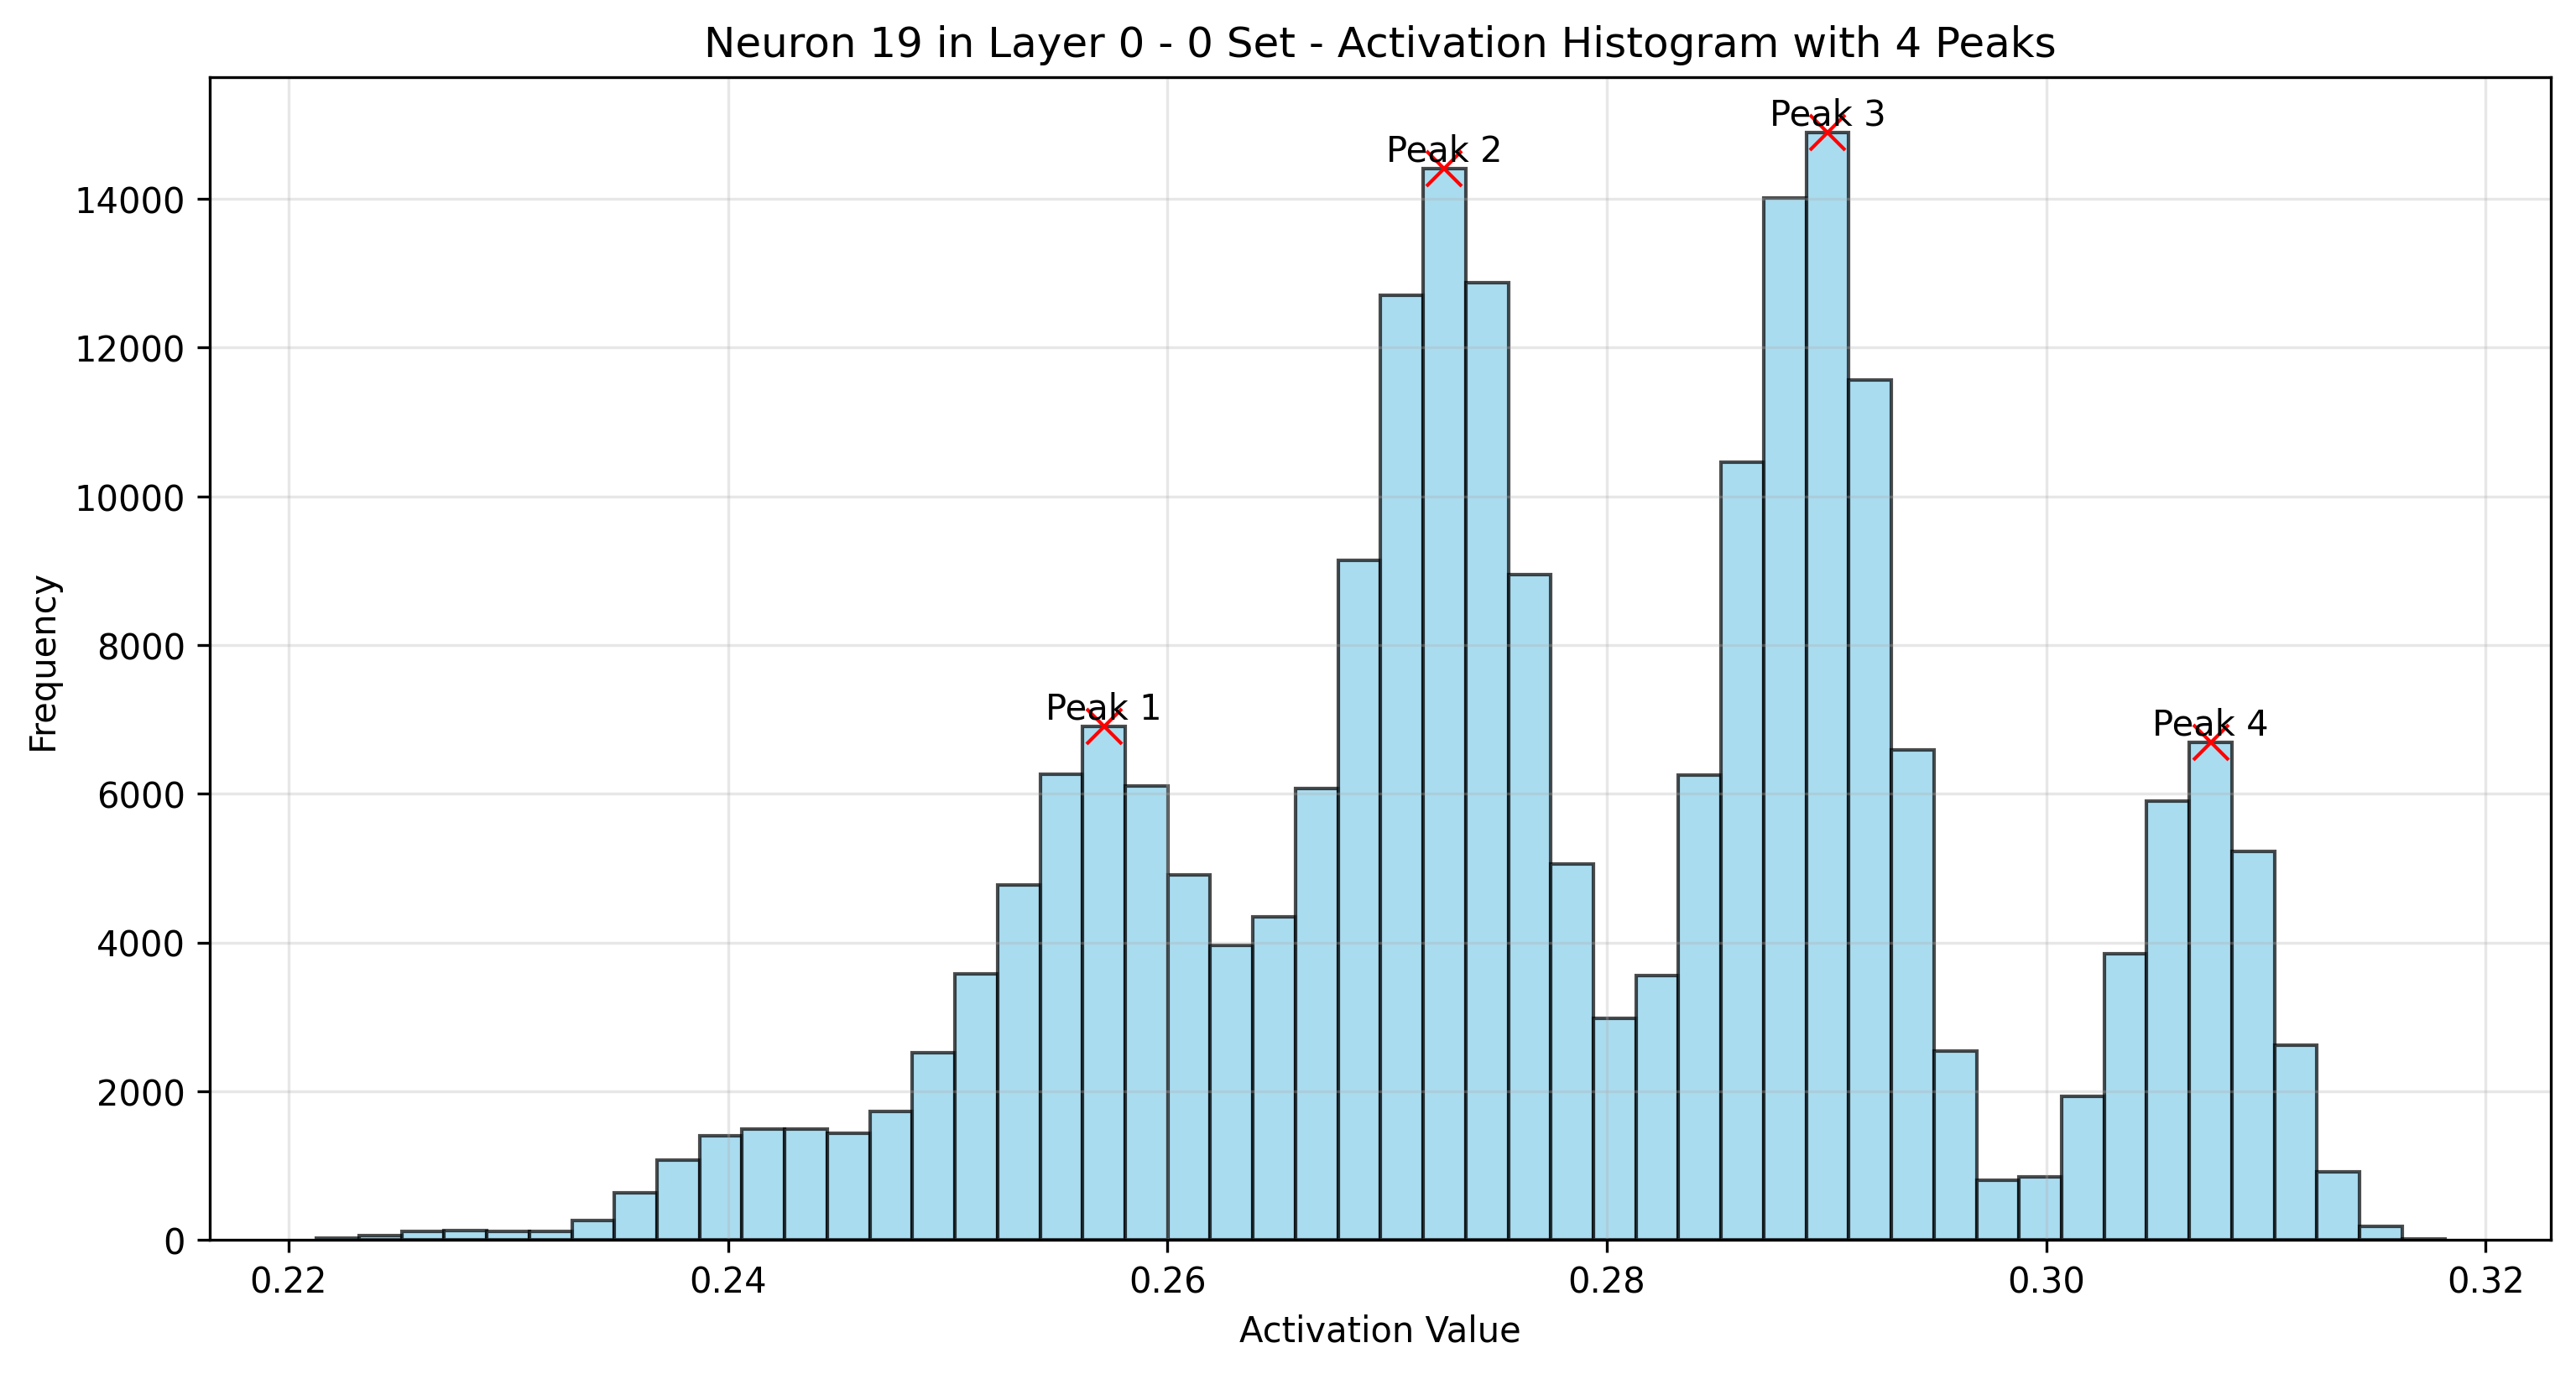 Neuron 19 in Layer 0 - 0 Set - Activation Histogram with 4 Peaks
Peak 3
Peak 2
14000
12000
10000
8000
Peak 1
Peak 4
6000
4000
2000
0
Frequency
0.22 0.24 0.26 0.28 0.30 0.32
Activation Value